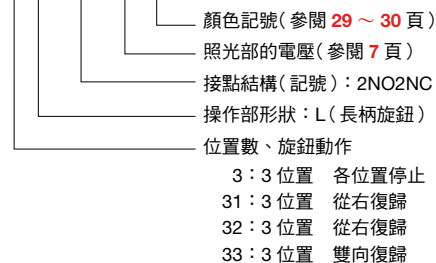 顏色記號(參閱 29 ～ 30 頁)
照光部的電壓(參閱 7 頁)
接點結構(記號)：2NO2NC
操作部形狀：L(長柄旋鈕)
位置數、旋鈕動作
3：3 位置　各位置停止
31：3 位置　從右復歸
32：3 位置　從右復歸
33：3 位置　雙向復歸